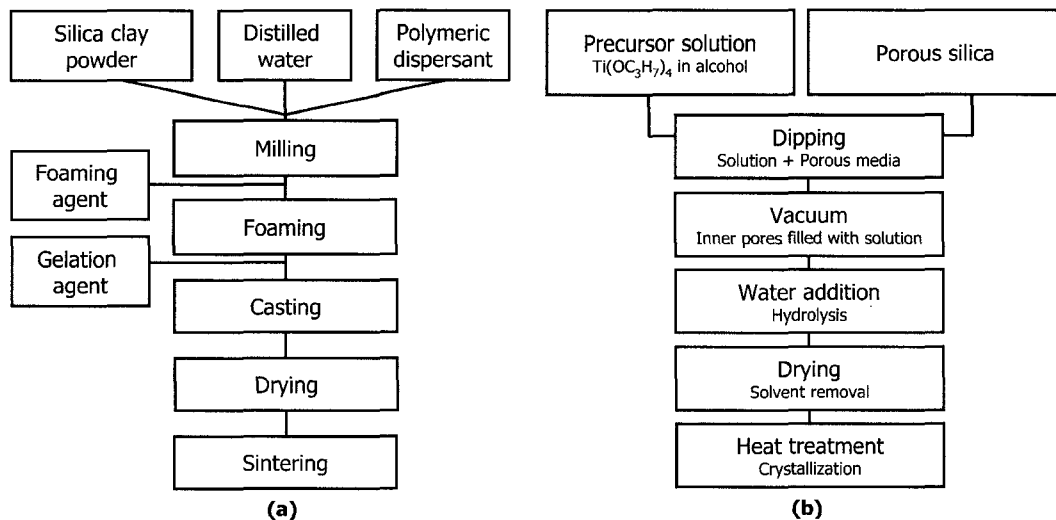 Silica clay
powder
Distilled
water
Polymeric
dispersant
Milling
Foaming
agent
Foaming
Gelation
agent
Casting
Drying
Sintering
(a)
Precursor solution
Ti(OC3H7)4 in alcohol
Porous silica
Dipping
Solution + Porous media
Vacuum
Inner pores filled with solution
Water addition
Hydrolysis
Drying
Solvent removal
Heat treatment
Crystallization
(b)